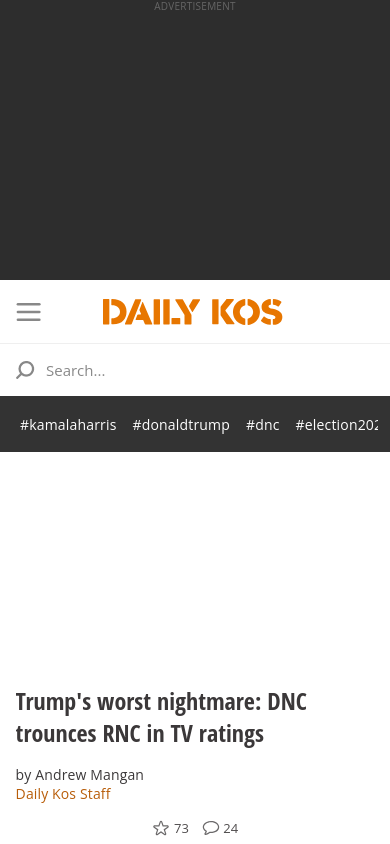 ADVERTISEMENT
DAILY KOS
Search...
#kamalaharris #donaldtrump #dnc #election202
Trump's worst nightmare: DNC
trounces RNC in TV ratings
by Andrew Mangan
Daily Kos Staff
73 24